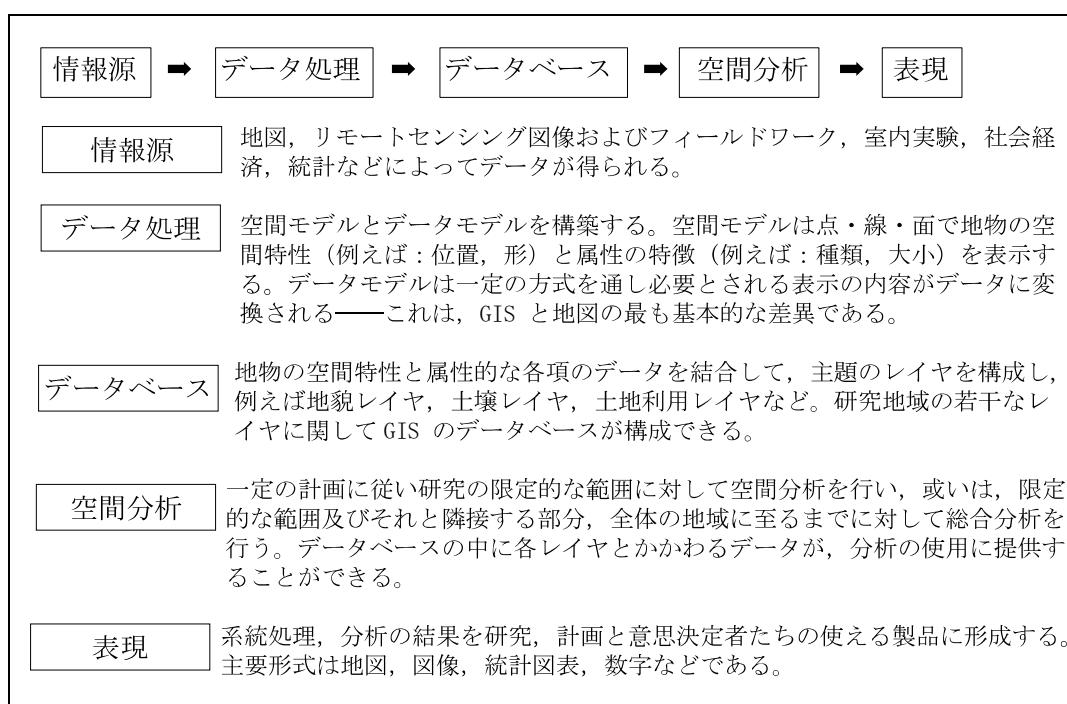 情報源 ➡ データ処理 ➡ データベース ➡ 空間分析 ➡ 表現
情報源
地図，リモートセンシング図像およびフィールドワーク，室内実験，社会経
済，統計などによってデータが得られる。
データ処理
空間モデルとデータモデルを構築する。空間モデルは点・線・面で地物の空
間特性（例えば：位置，形）と属性の特徴（例えば：種類，大小）を表示す
る。データモデルは一定の方式を通し必要とされる表示の内容がデータに変
換される――これは，GIS と地図の最も基本的な差異である。
データベース
地物の空間特性と属性的な各項のデータを結合して，主題のレイヤを構成し，
例えば地貌レイヤ，土壌レイヤ，土地利用レイヤなど。研究地域の若干なレ
イヤに関して GIS のデータベースが構成できる。
空間分析
一定の計画に従い研究の限定的な範囲に対して空間分析を行い，或いは，限定
的な範囲及びそれと隣接する部分，全体の地域に至るまでに対して総合分析を
行う。データベースの中に各レイヤとかかわるデータが，分析の使用に提供す
ることができる。
表現
系統処理，分析の結果を研究，計画と意思決定者たちの使える製品に形成する。
主要形式は地図，図像，統計図表，数字などである。